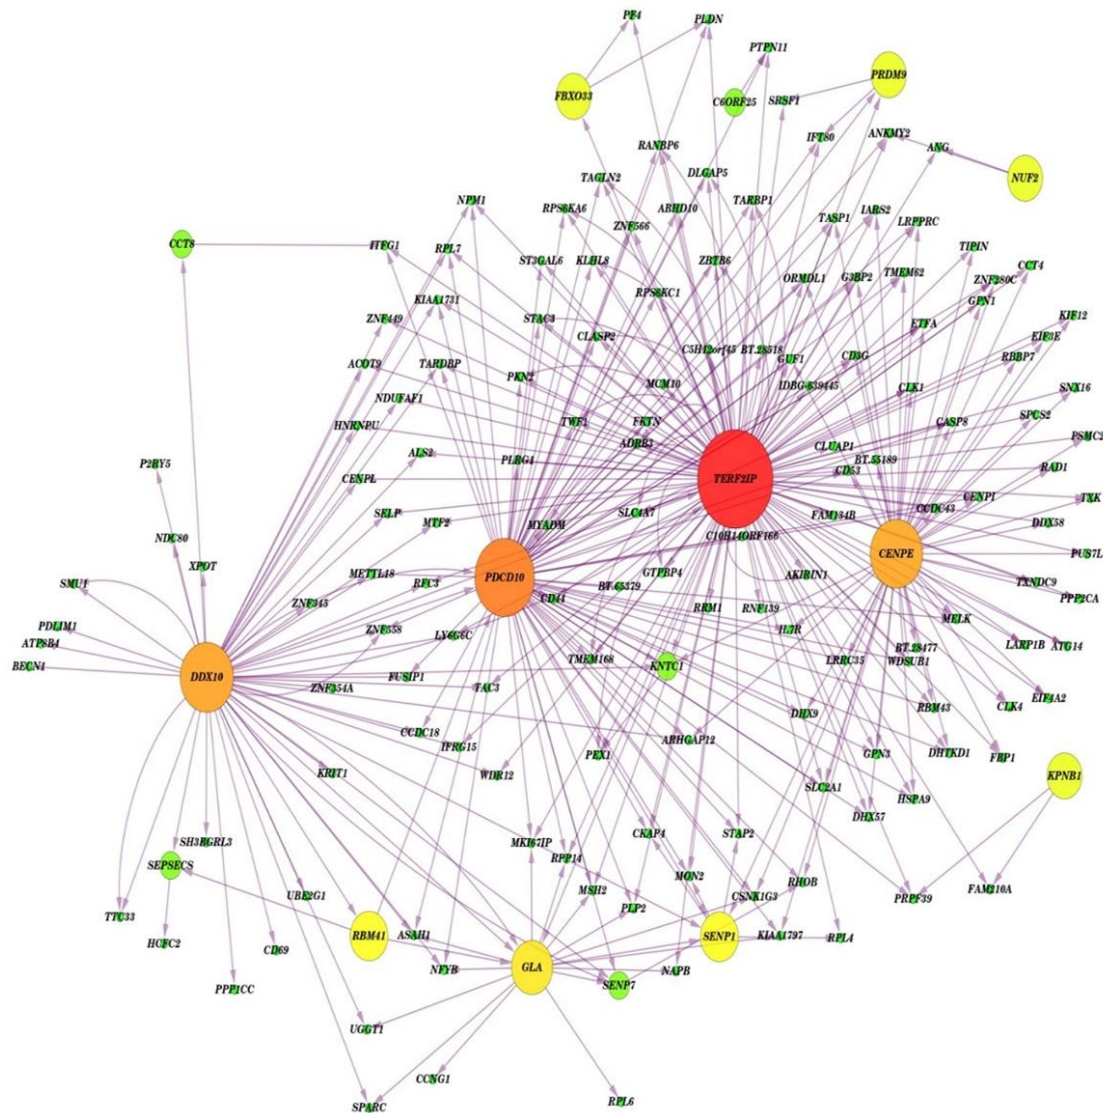 PF4
PLDN
PTPN11
FBXO33
PRDM9
C6ORF25
SRSF1
IFT80
ANKMY2
ANG
RANBP6
NUF2
TAGLN2
DLGAP5
NPM1
RPS6KA6
ABHD10
TARBP1
IARS2
TASP1
LRPPRC
ZNF566
CCT8
ITFG1
RPL7
TIPIN
ST3GAL6
KLHL8
ZBTB6
CCT4
ORMDL1
G3BP2
TMEM62
ZNF280C
RPS6KC1
KIAA1731
GPN1
ZNF449
STAC3
ETFA
KIF12
CLASP2
EIF3E
C5H12orf45
BT.28518
ACOT9
TARDBP
GUF1
CD3G
RBBP7
PKN2
MCM10
IDBG-639445
CLK1
SNX16
NDUFAF1
HNRNPU
TWF1
FKTN
CASP8
SPCS2
ADRB3
PSMC2
ALS2
PLRG1
CLUAP1
BT.55189
P2RY5
CENPL
TERF2IP
CD53
RAD1
CENPI
TXK
SELP
SLC4A7
FAM134B
CCDC43
MTF2
MYADM
DDX58
NDC80
C10H14ORF166
CENPE
PUS7L
XPOT
METTL18
PDCD10
GTPBP4
AKIRIN1
SMU1
RFC3
BT.65379
TXNDC9
CD44
PPP2CA
ZNF345
RRM1
RNF139
PDLIM1
ZNF558
LY6G6C
IL7R
MELK
ATP8B4
LARP1B
ATG14
BT.28477
BECN1
TMEM168
KNTC1
LRRC35
WDSUB1
DDX10
FUSIP1
ZNF354A
TAC3
EIF4A2
RBM43
CLK4
DHX9
CCDC18
IFRG15
ARHGAP12
PEX1
GPN3
DHTKD1
FBP1
KRIT1
WDR12
KPNB1
SLC2A1
HSPA9
DHX57
SH3BGRL3
MKI67IP
CKAP4
STAP2
SEPSECS
RPP14
MON2
RHOB
UBE2G1
MSH2
CSNK1G3
FAM210A
PRPF39
PLP2
TTC33
RBM41
ASAH1
SENP1
KIAA1797
RPL4
HCFC2
CD69
NFYB
GLA
NAPB
SENP7
PPP1CC
UGGT1
CCNG1
RPL6
SPARC